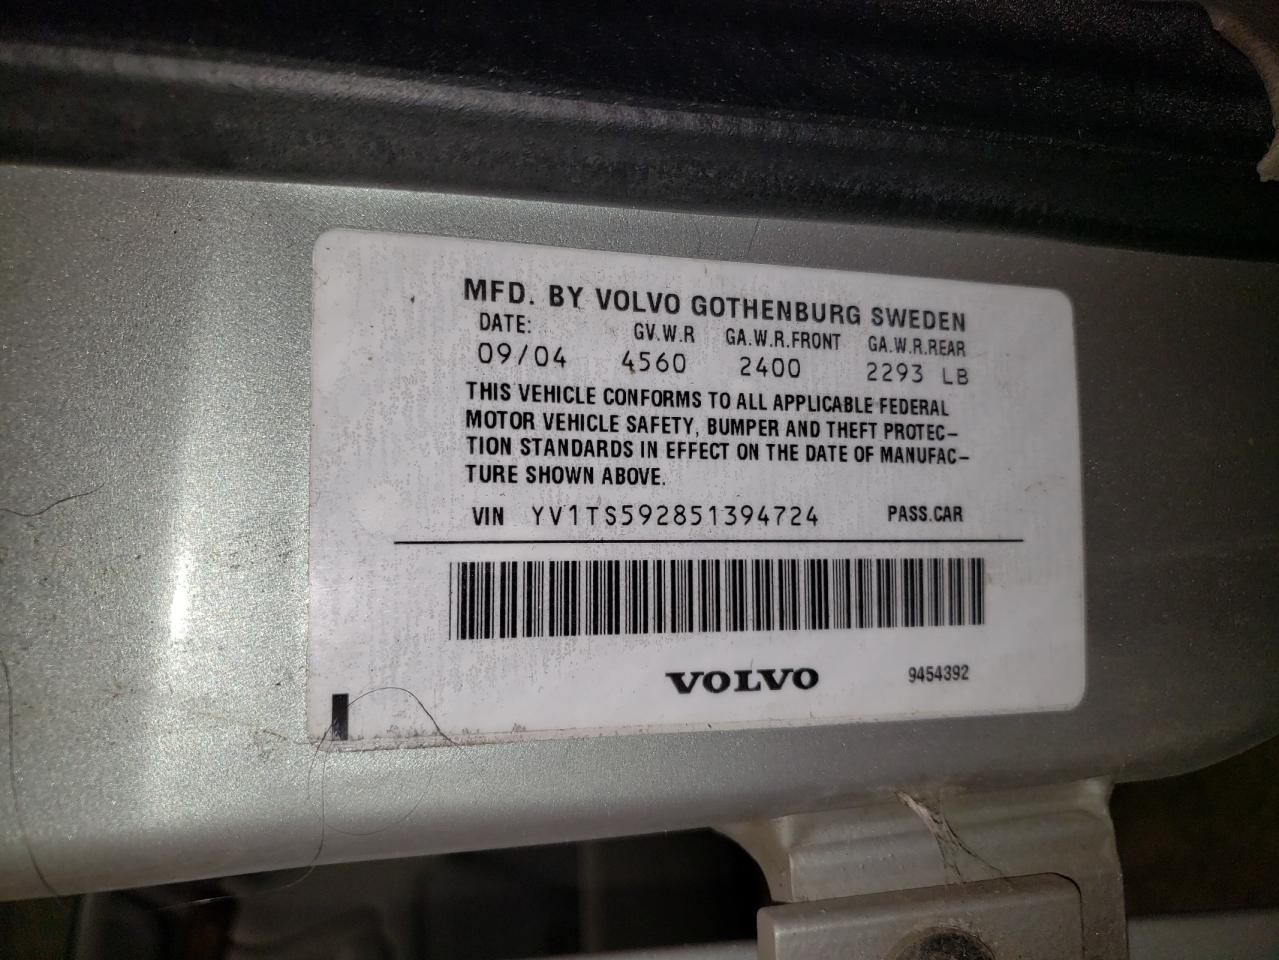 MFD. BY VOLVO GOTHENBURG SWEDEN
DATE: GV.W.R GA.W.R.FRONT GA.W.R.REAR
09/04 4560 2400 2293 LB
THIS VEHICLE CONFORMS TO ALL APPLICABLE FEDERAL
MOTOR VEHICLE SAFETY, BUMPER AND THEFT PROTEC-
TION STANDARDS IN EFFECT ON THE DATE OF MANUFAC-
TURE SHOWN ABOVE.
VIN YV1TS592851394724 PASS.CAR
VOLVO 9454392